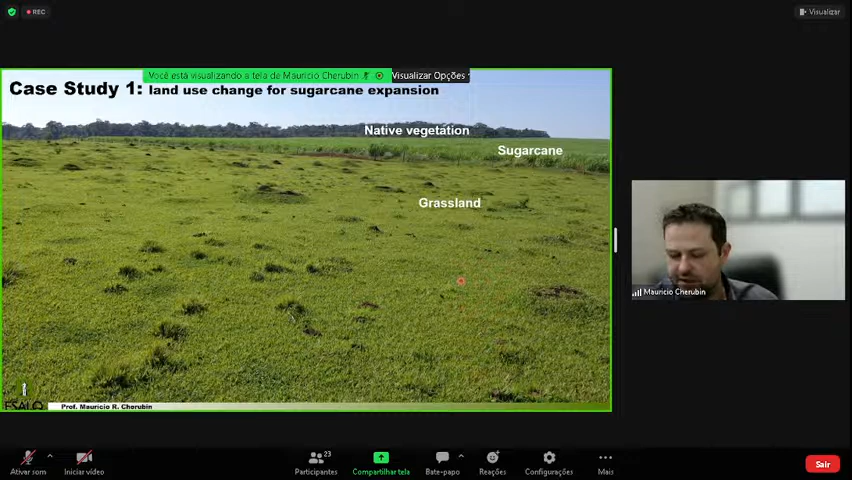 REC
Visualizar
Você está visualizando a tela de Mauricio Cherubin
Visualizar Opções
Case Study 1: land use change for sugarcane expansion
Native vegetation
Sugarcane
Grassland
Mauricio Cherubin
ESALQ
Prof. Mauricio R. Cherubin
23
Ativar som
Iniciar vídeo
Participantes
Compartilhar tela
Bate-papo
Reações
Configurações
Mais
Sair